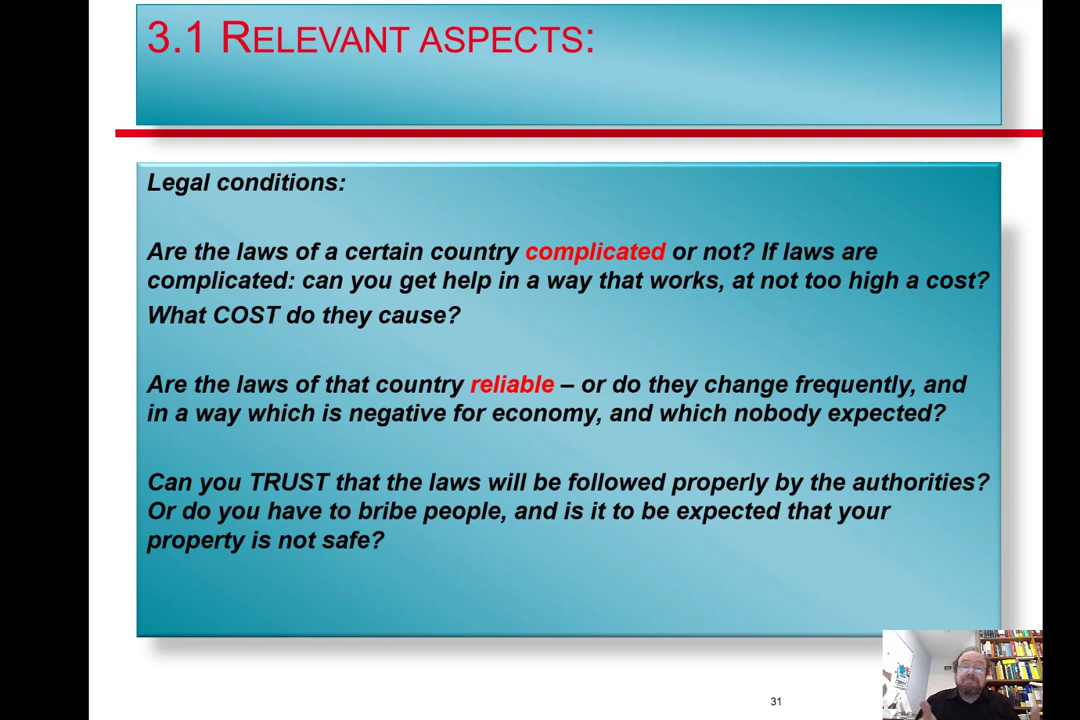 3.1 RELEVANT ASPECTS:
Legal conditions:
Are the laws of a certain country complicated or not? If laws are
complicated: can you get help in a way that works, at not too high a cost?
What COST do they cause?
Are the laws of that country reliable – or do they change frequently, and
in a way which is negative for economy, and which nobody expected?
Can you TRUST that the laws will be followed properly by the authorities?
Or do you have to bribe people, and is it to be expected that your
property is not safe?
31